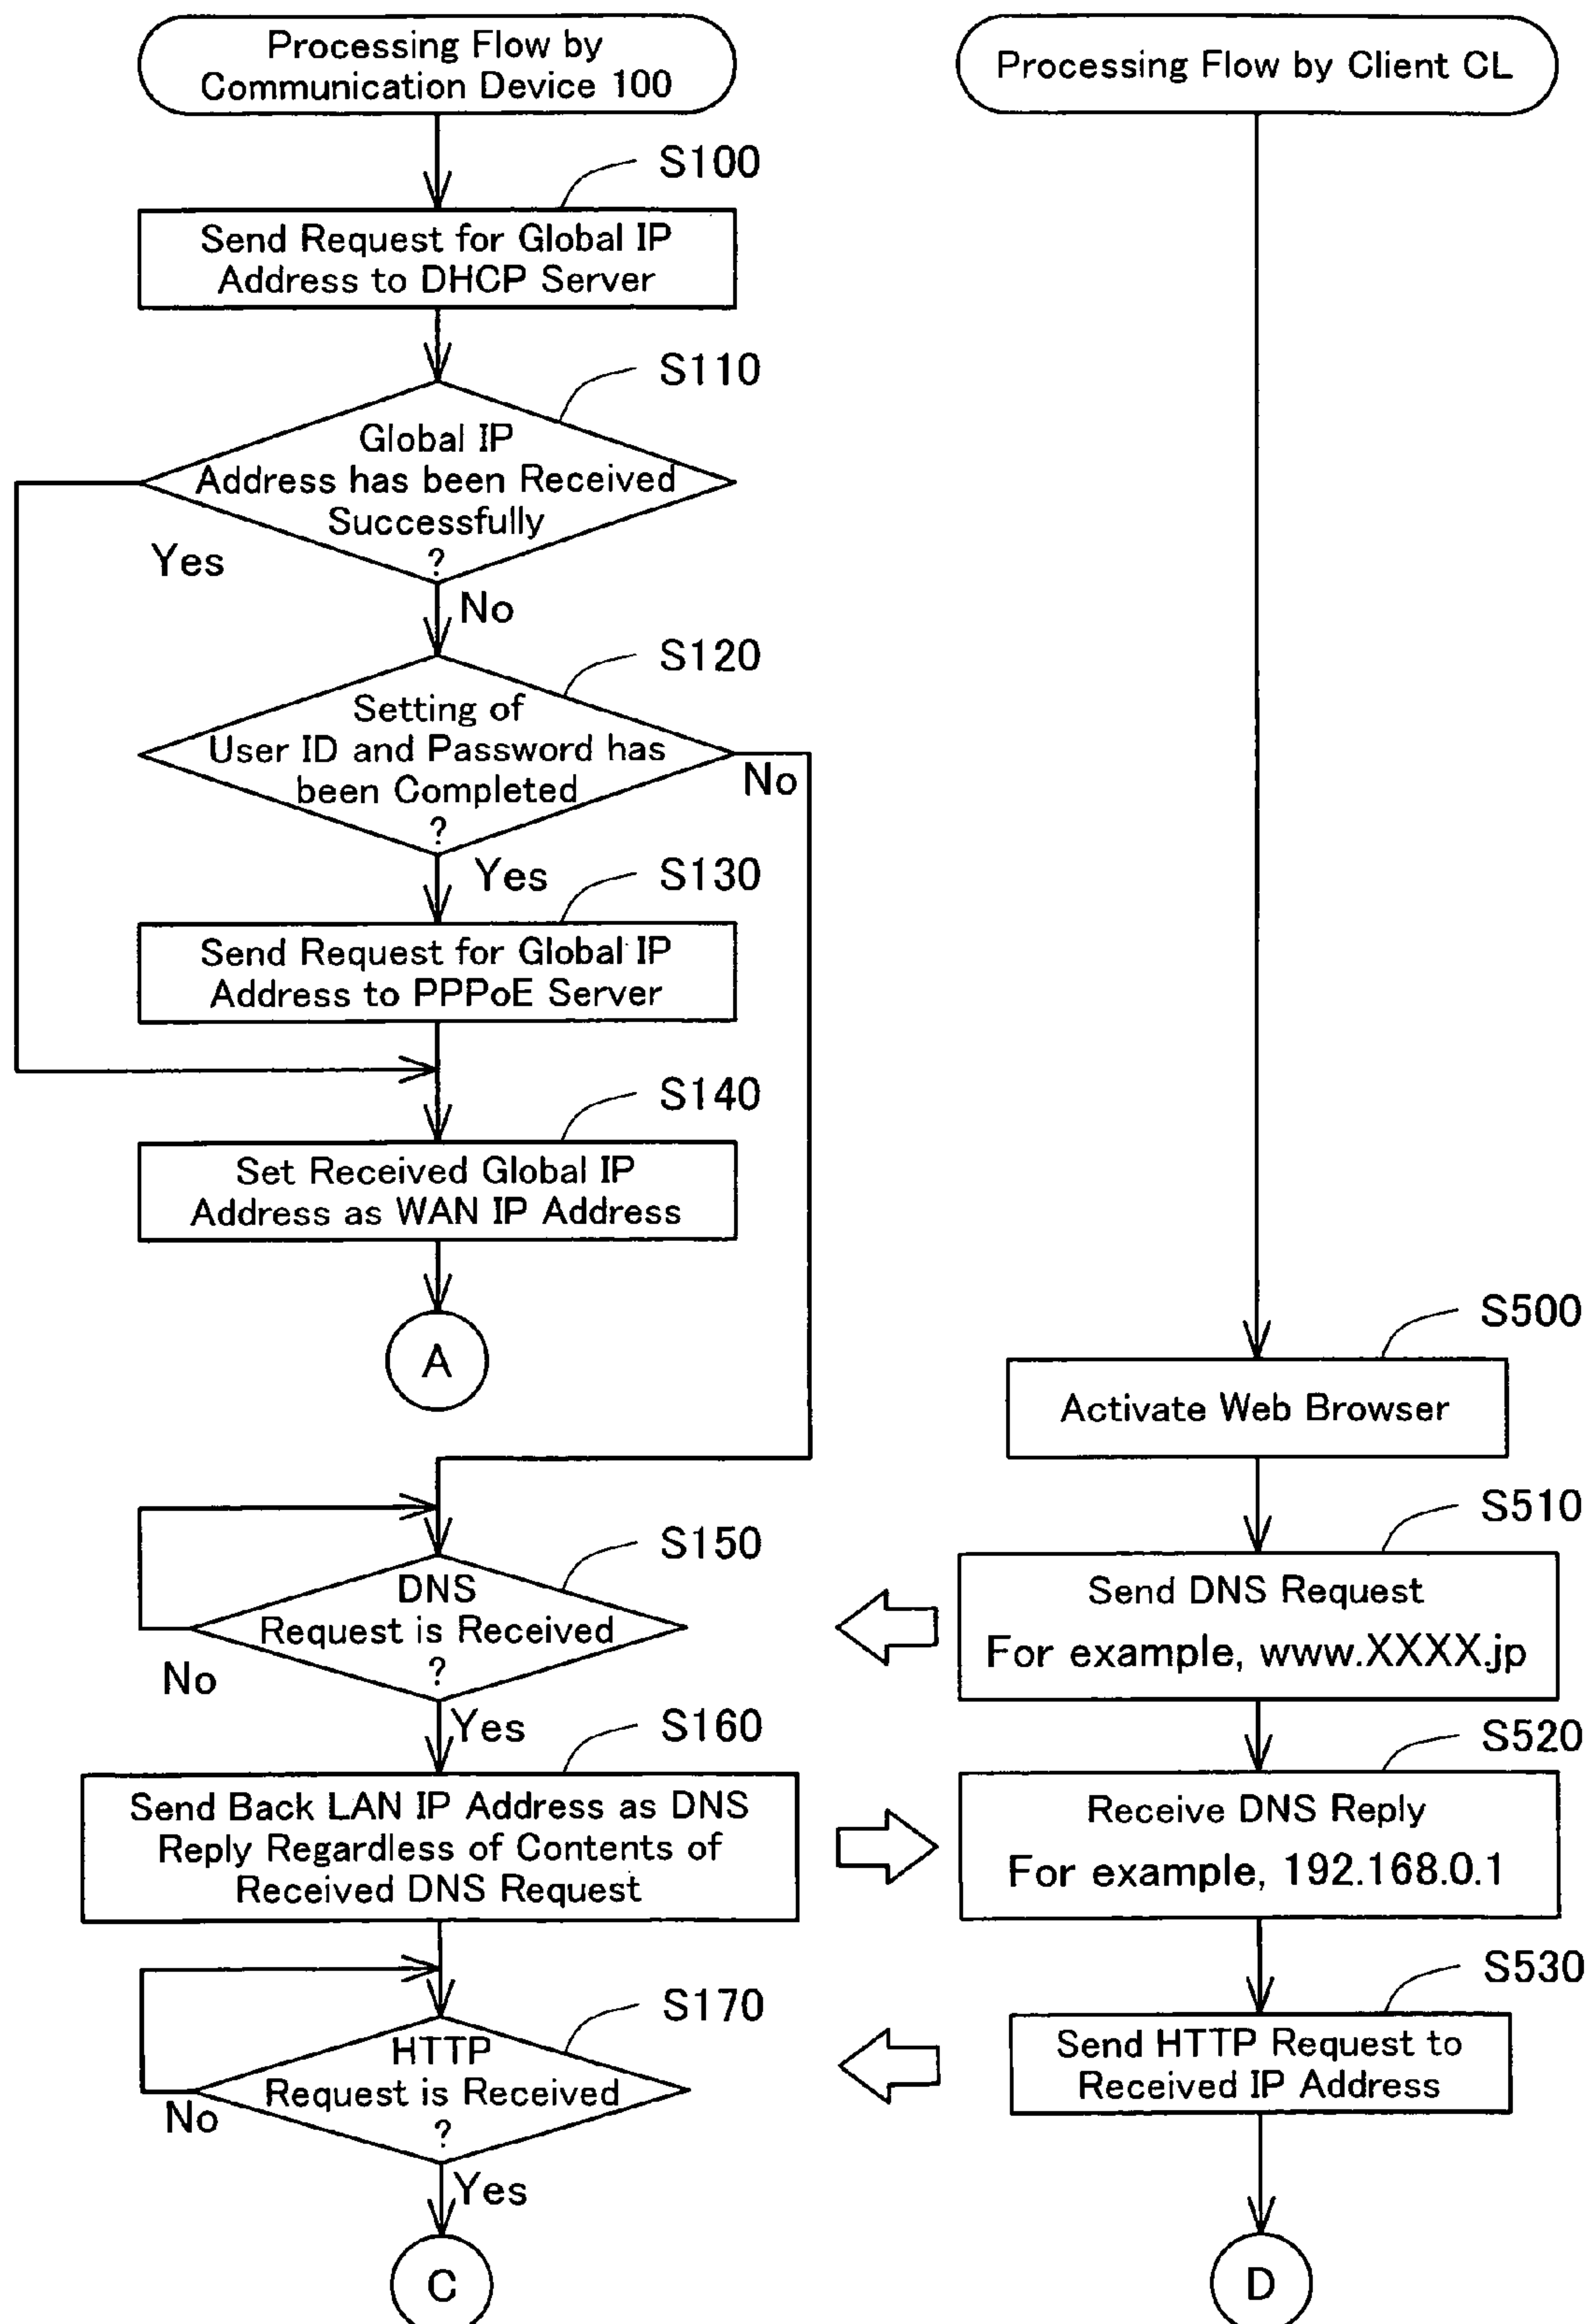 Processing Flow by
Communication Device 100
S100
Send Request for Global IP
Address to DHCP Server
S110
Global IP
Address has been Received
Successfully
?
Yes
No
S120
Setting of
User ID and Password has
been Completed
?
No
Yes
S130
Send Request for Global IP
Address to PPPoE Server
S140
Set Received Global IP
Address as WAN IP Address
A
S150
DNS
Request is Received
?
No
Yes
S160
Send Back LAN IP Address as DNS
Reply Regardless of Contents of
Received DNS Request
S170
HTTP
Request is Received
?
No
Yes
C
Processing Flow by Client CL
S500
Activate Web Browser
S510
Send DNS Request
For example, www.XXXX.jp
S520
Receive DNS Reply
For example, 192.168.0.1
S530
Send HTTP Request to
Received IP Address
D